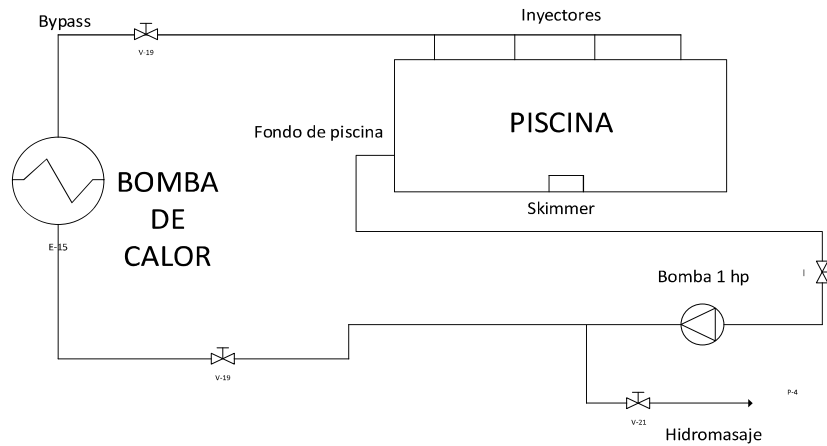 Bypass
Inyectores
V-19
PISCINA
Fondo de piscina
BOMBA
DE
CALOR
Skimmer
E-15
Bomba 1 hp
V-19
P-4
V-21
Hidromasaje